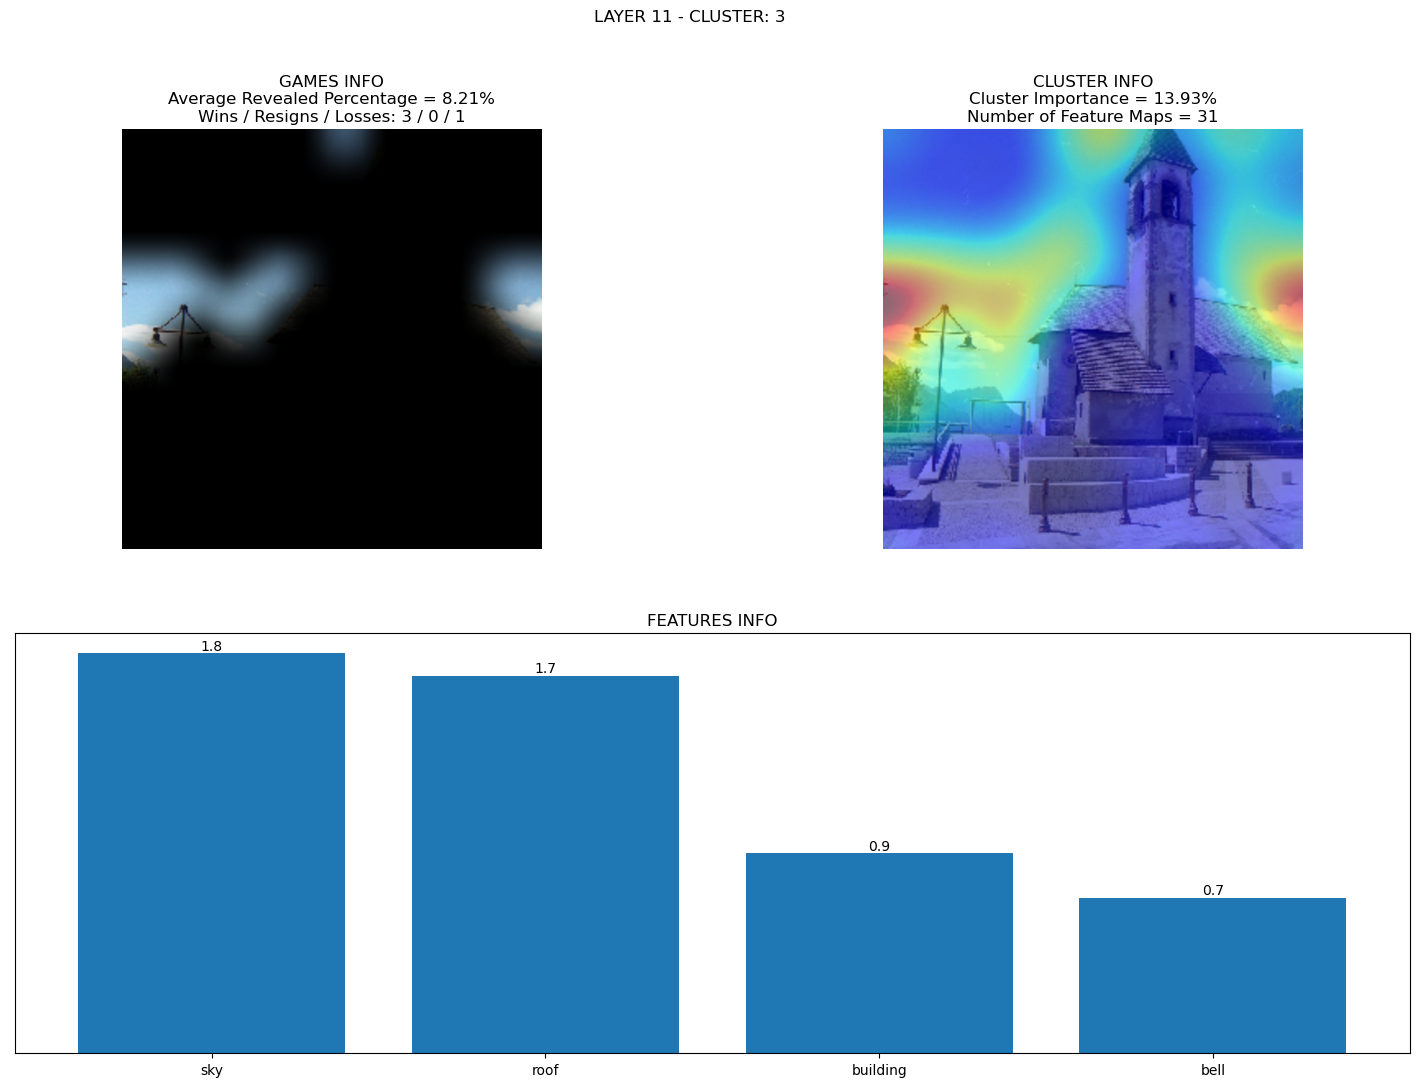 LAYER 11 - CLUSTER: 3
GAMES INFO
Average Revealed Percentage = 8.21%
Wins / Resigns / Losses: 3 / 0 / 1
CLUSTER INFO
Cluster Importance = 13.93%
Number of Feature Maps = 31
FEATURES INFO
1.8
1.7
0.9
0.7
sky
roof
building
bell